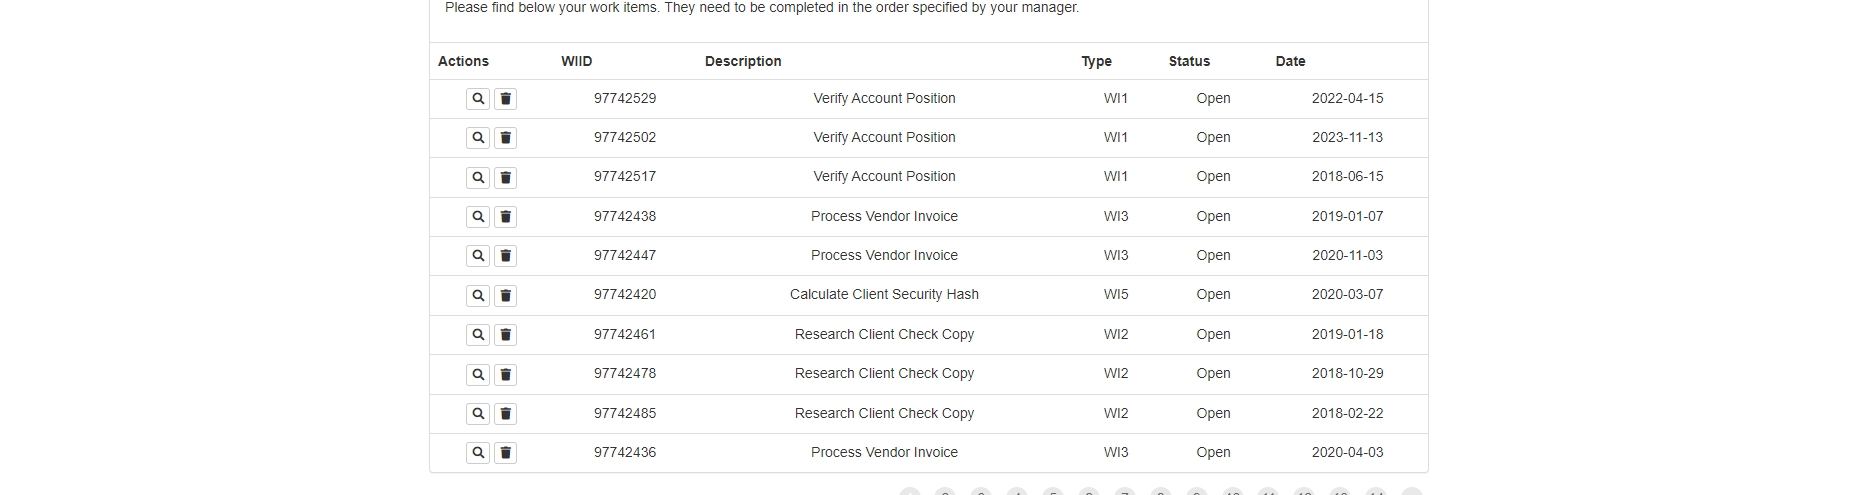 Please find below your work items. They need to be completed in the order specified by your manager.
Actions WIID Description Type Status Date
97742529 Verify Account Position WI1 Open 2022-04-15
97742502 Verify Account Position WI1 Open 2023-11-13
97742517 Verify Account Position WI1 Open 2018-06-15
97742438 Process Vendor Invoice WI3 Open 2019-01-07
97742447 Process Vendor Invoice WI3 Open 2020-11-03
97742420 Calculate Client Security Hash WI5 Open 2020-03-07
97742461 Research Client Check Copy WI2 Open 2019-01-18
97742478 Research Client Check Copy WI2 Open 2018-10-29
97742485 Research Client Check Copy WI2 Open 2018-02-22
97742436 Process Vendor Invoice WI3 Open 2020-04-03